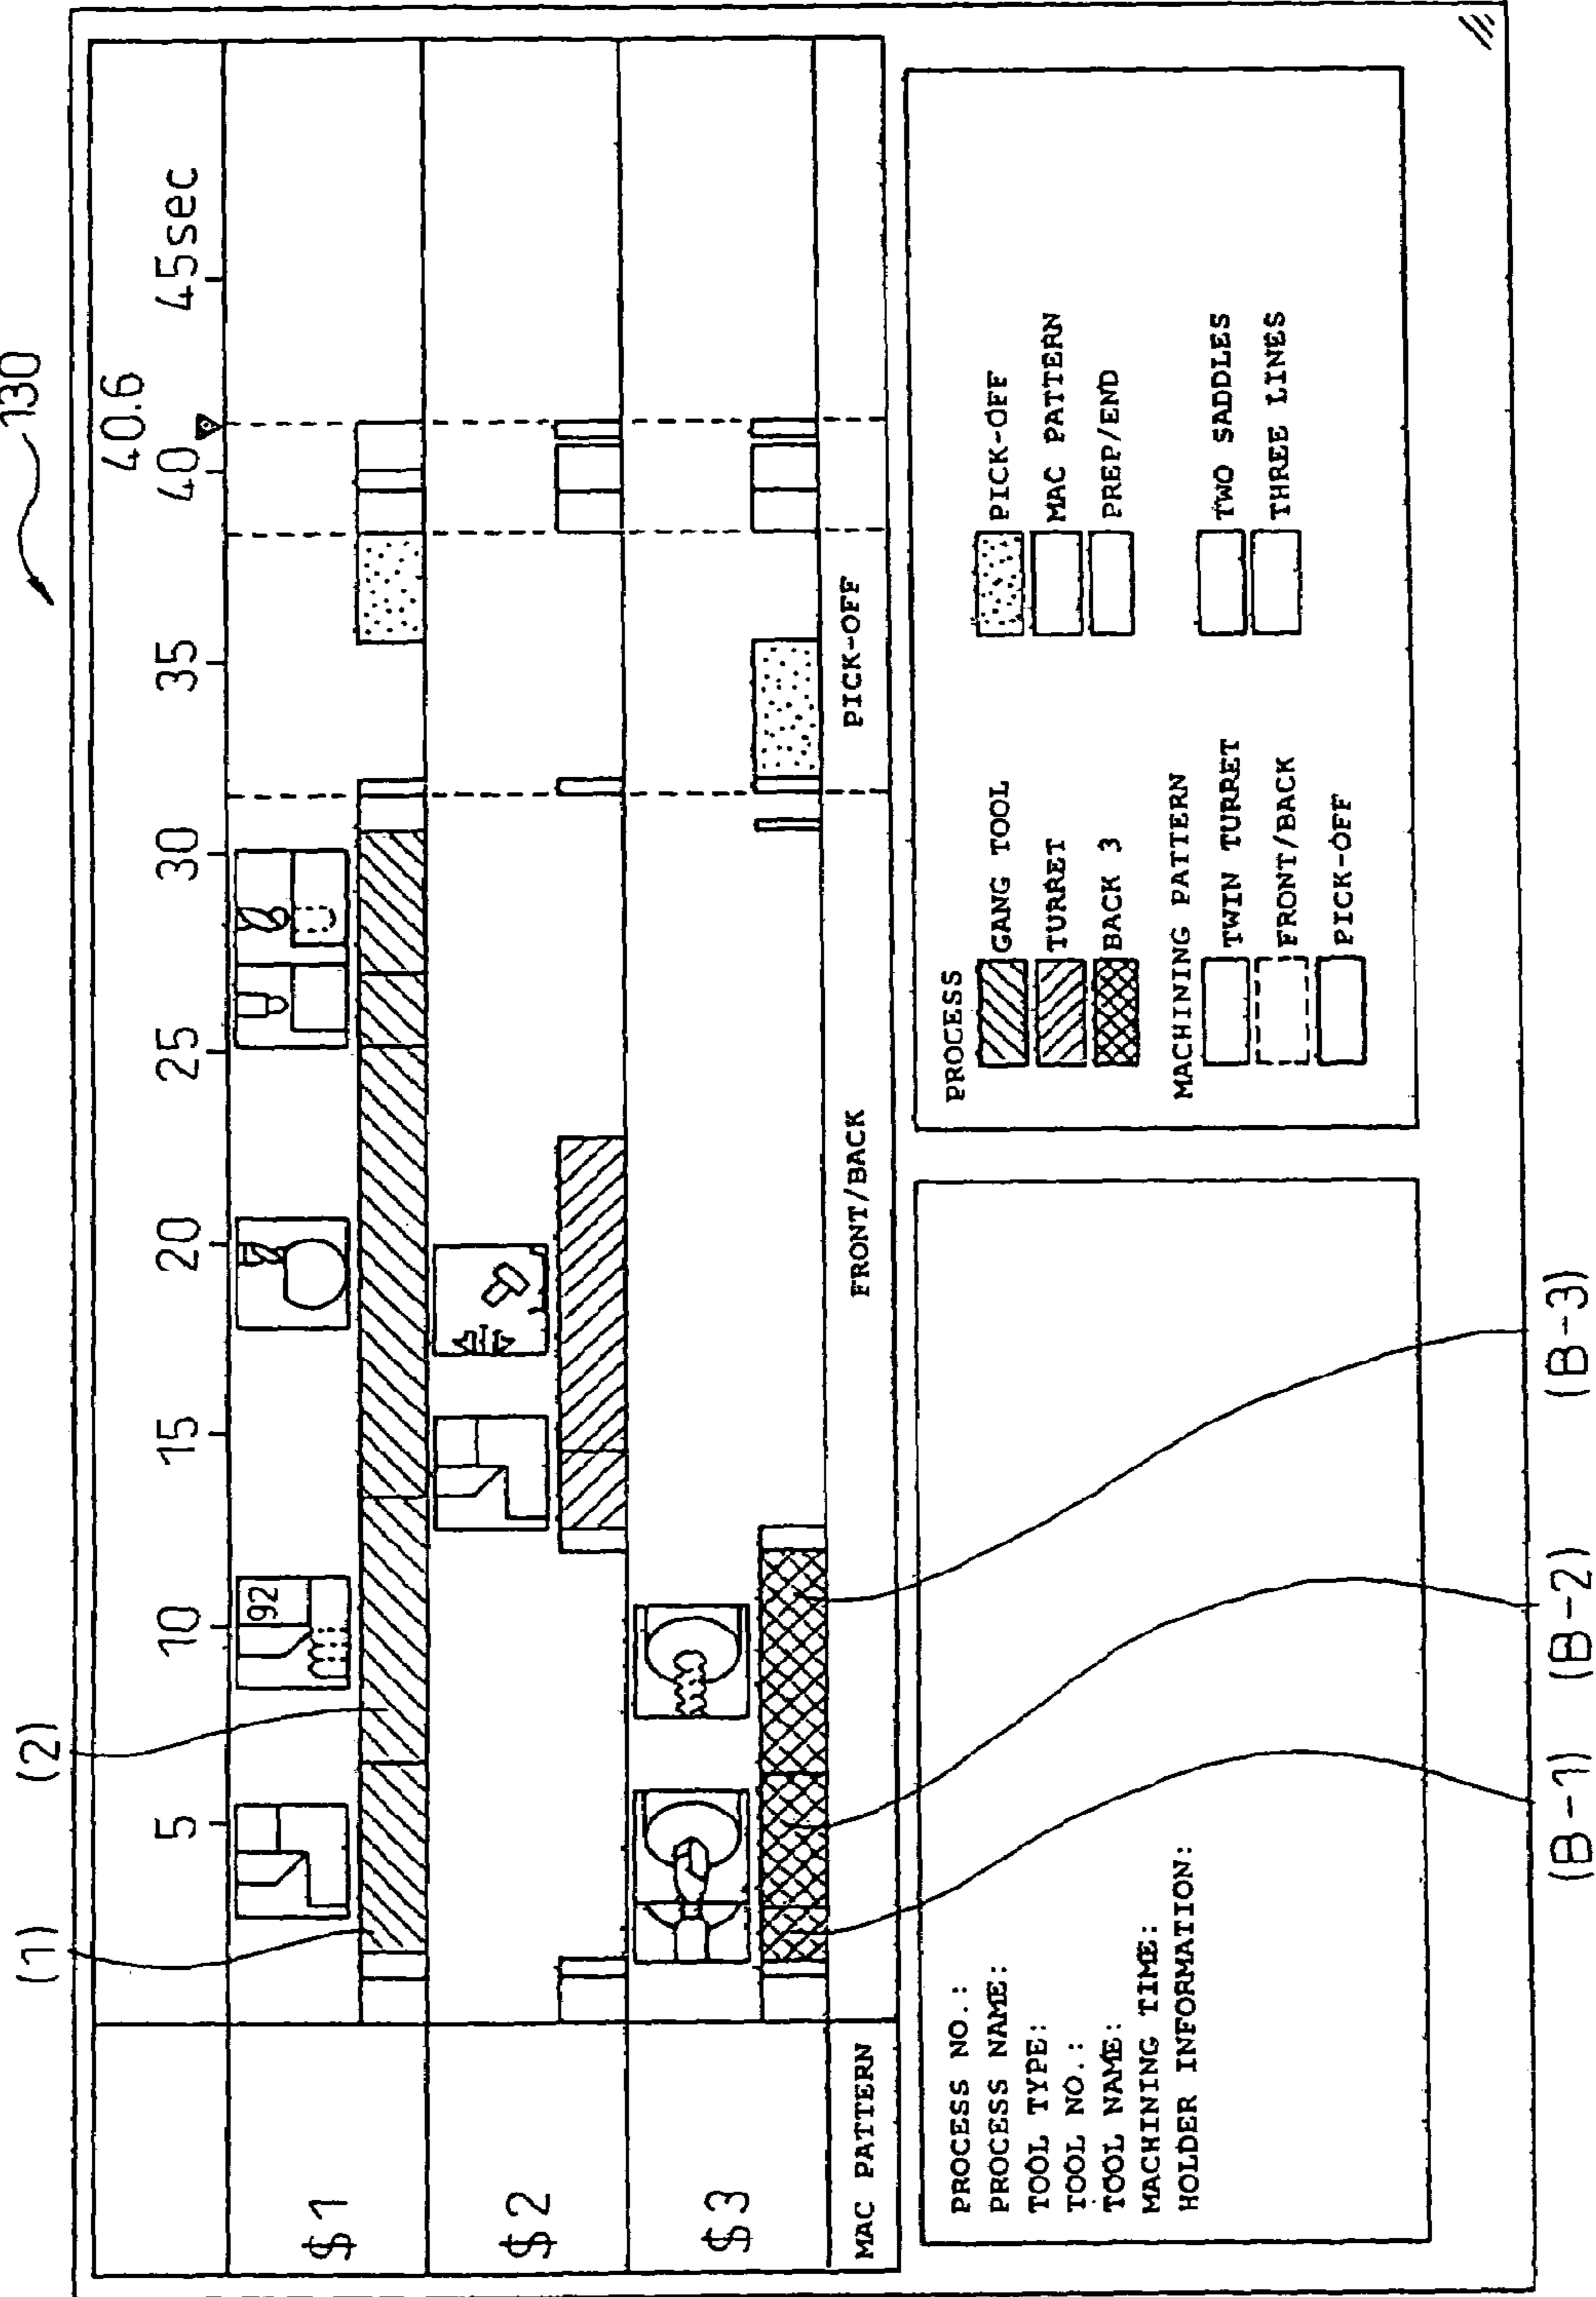 130
(1)
(2)
40.6
5
10
15
20
25
30
35
40
45sec
$1
92
$2
$3
MAC PATTERN
FRONT/BACK
PICK-OFF
PROCESS NO.:
PROCESS NAME:
TOOL TYPE:
TOOL NO.:
TOOL NAME:
MACHINING TIME:
HOLDER INFORMATION:
PROCESS
GANG TOOL
TURRET
BACK 3
PICK-OFF
MAC PATTERN
PREP/END
MACHINING PATTERN
TWIN TURRET
FRONT/BACK
PICK-OFF
TWO SADDLES
THREE LINES
(B-1)
(B-2)
(B-3)